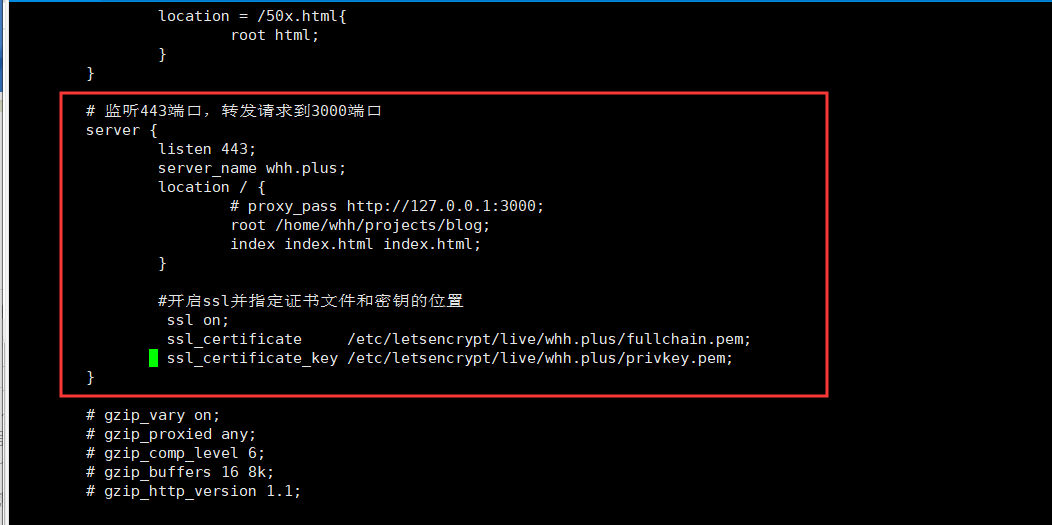 location = /50x.html{
root html;
}
}
# 监听443端口，转发请求到3000端口
server {
listen 443;
server_name whh.plus;
location / {
# proxy_pass http://127.0.0.1:3000;
root /home/whh/projects/blog;
index index.html index.html;
}
#开启ssl并指定证书文件和密钥的位置
ssl on;
ssl_certificate     /etc/letsencrypt/live/whh.plus/fullchain.pem;
ssl_certificate_key /etc/letsencrypt/live/whh.plus/privkey.pem;
}
# gzip_vary on;
# gzip_proxied any;
# gzip_comp_level 6;
# gzip_buffers 16 8k;
# gzip_http_version 1.1;